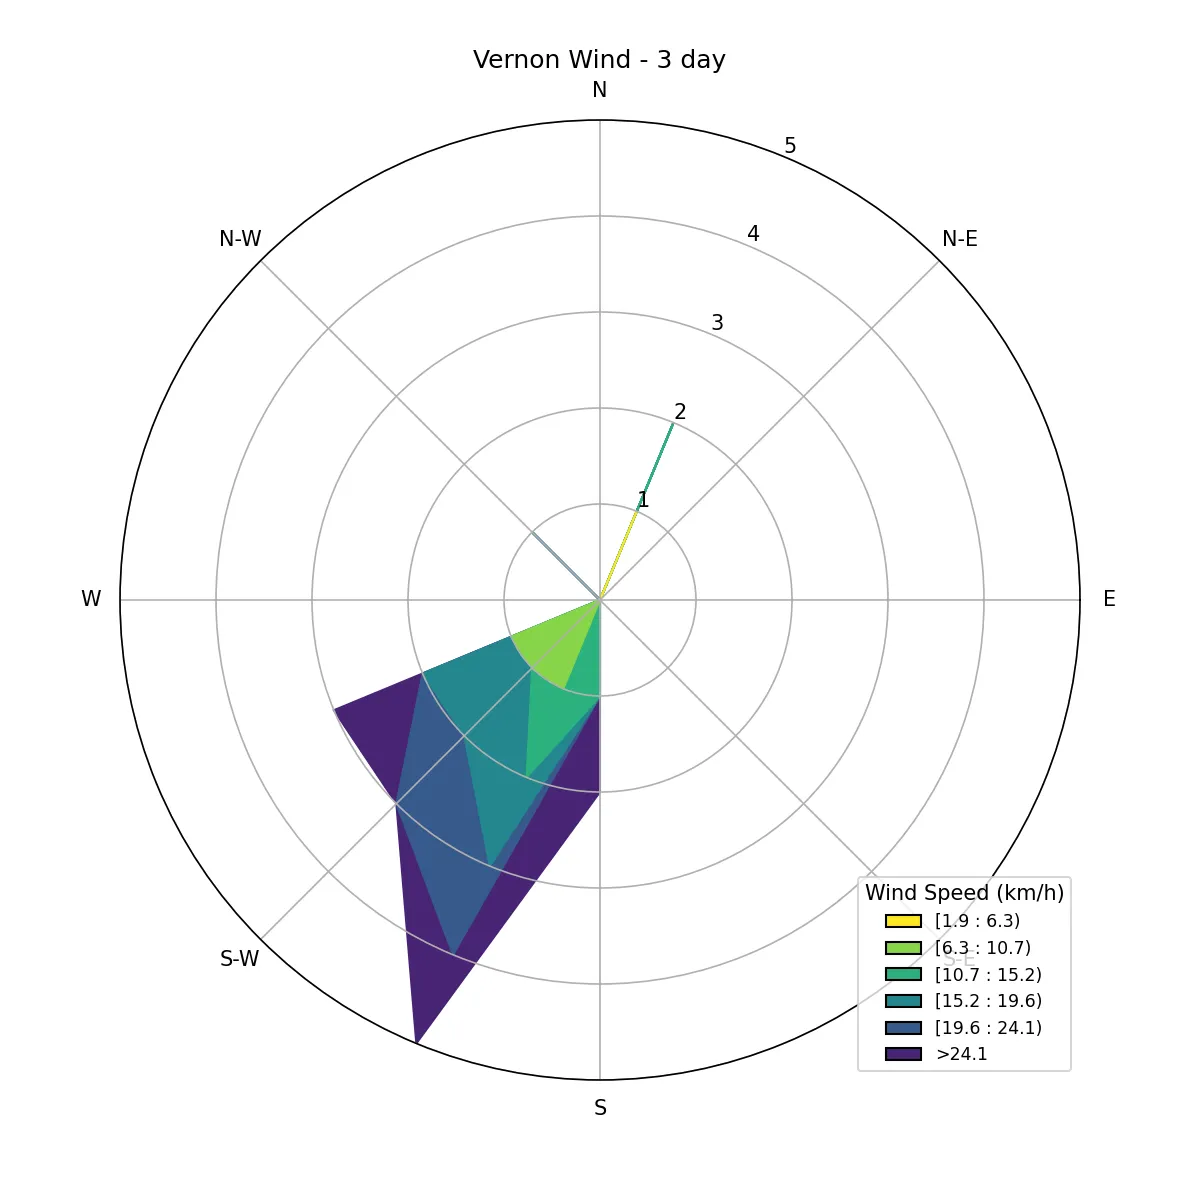 Vernon Wind - 3 day
N
5
N-W
4
N-E
3
2
1
W
E
Wind Speed (km/h)
[1.9 : 6.3)
[6.3 : 10.7)
S-W
S-E
[10.7 : 15.2)
[15.2 : 19.6)
[19.6 : 24.1)
>24.1
S